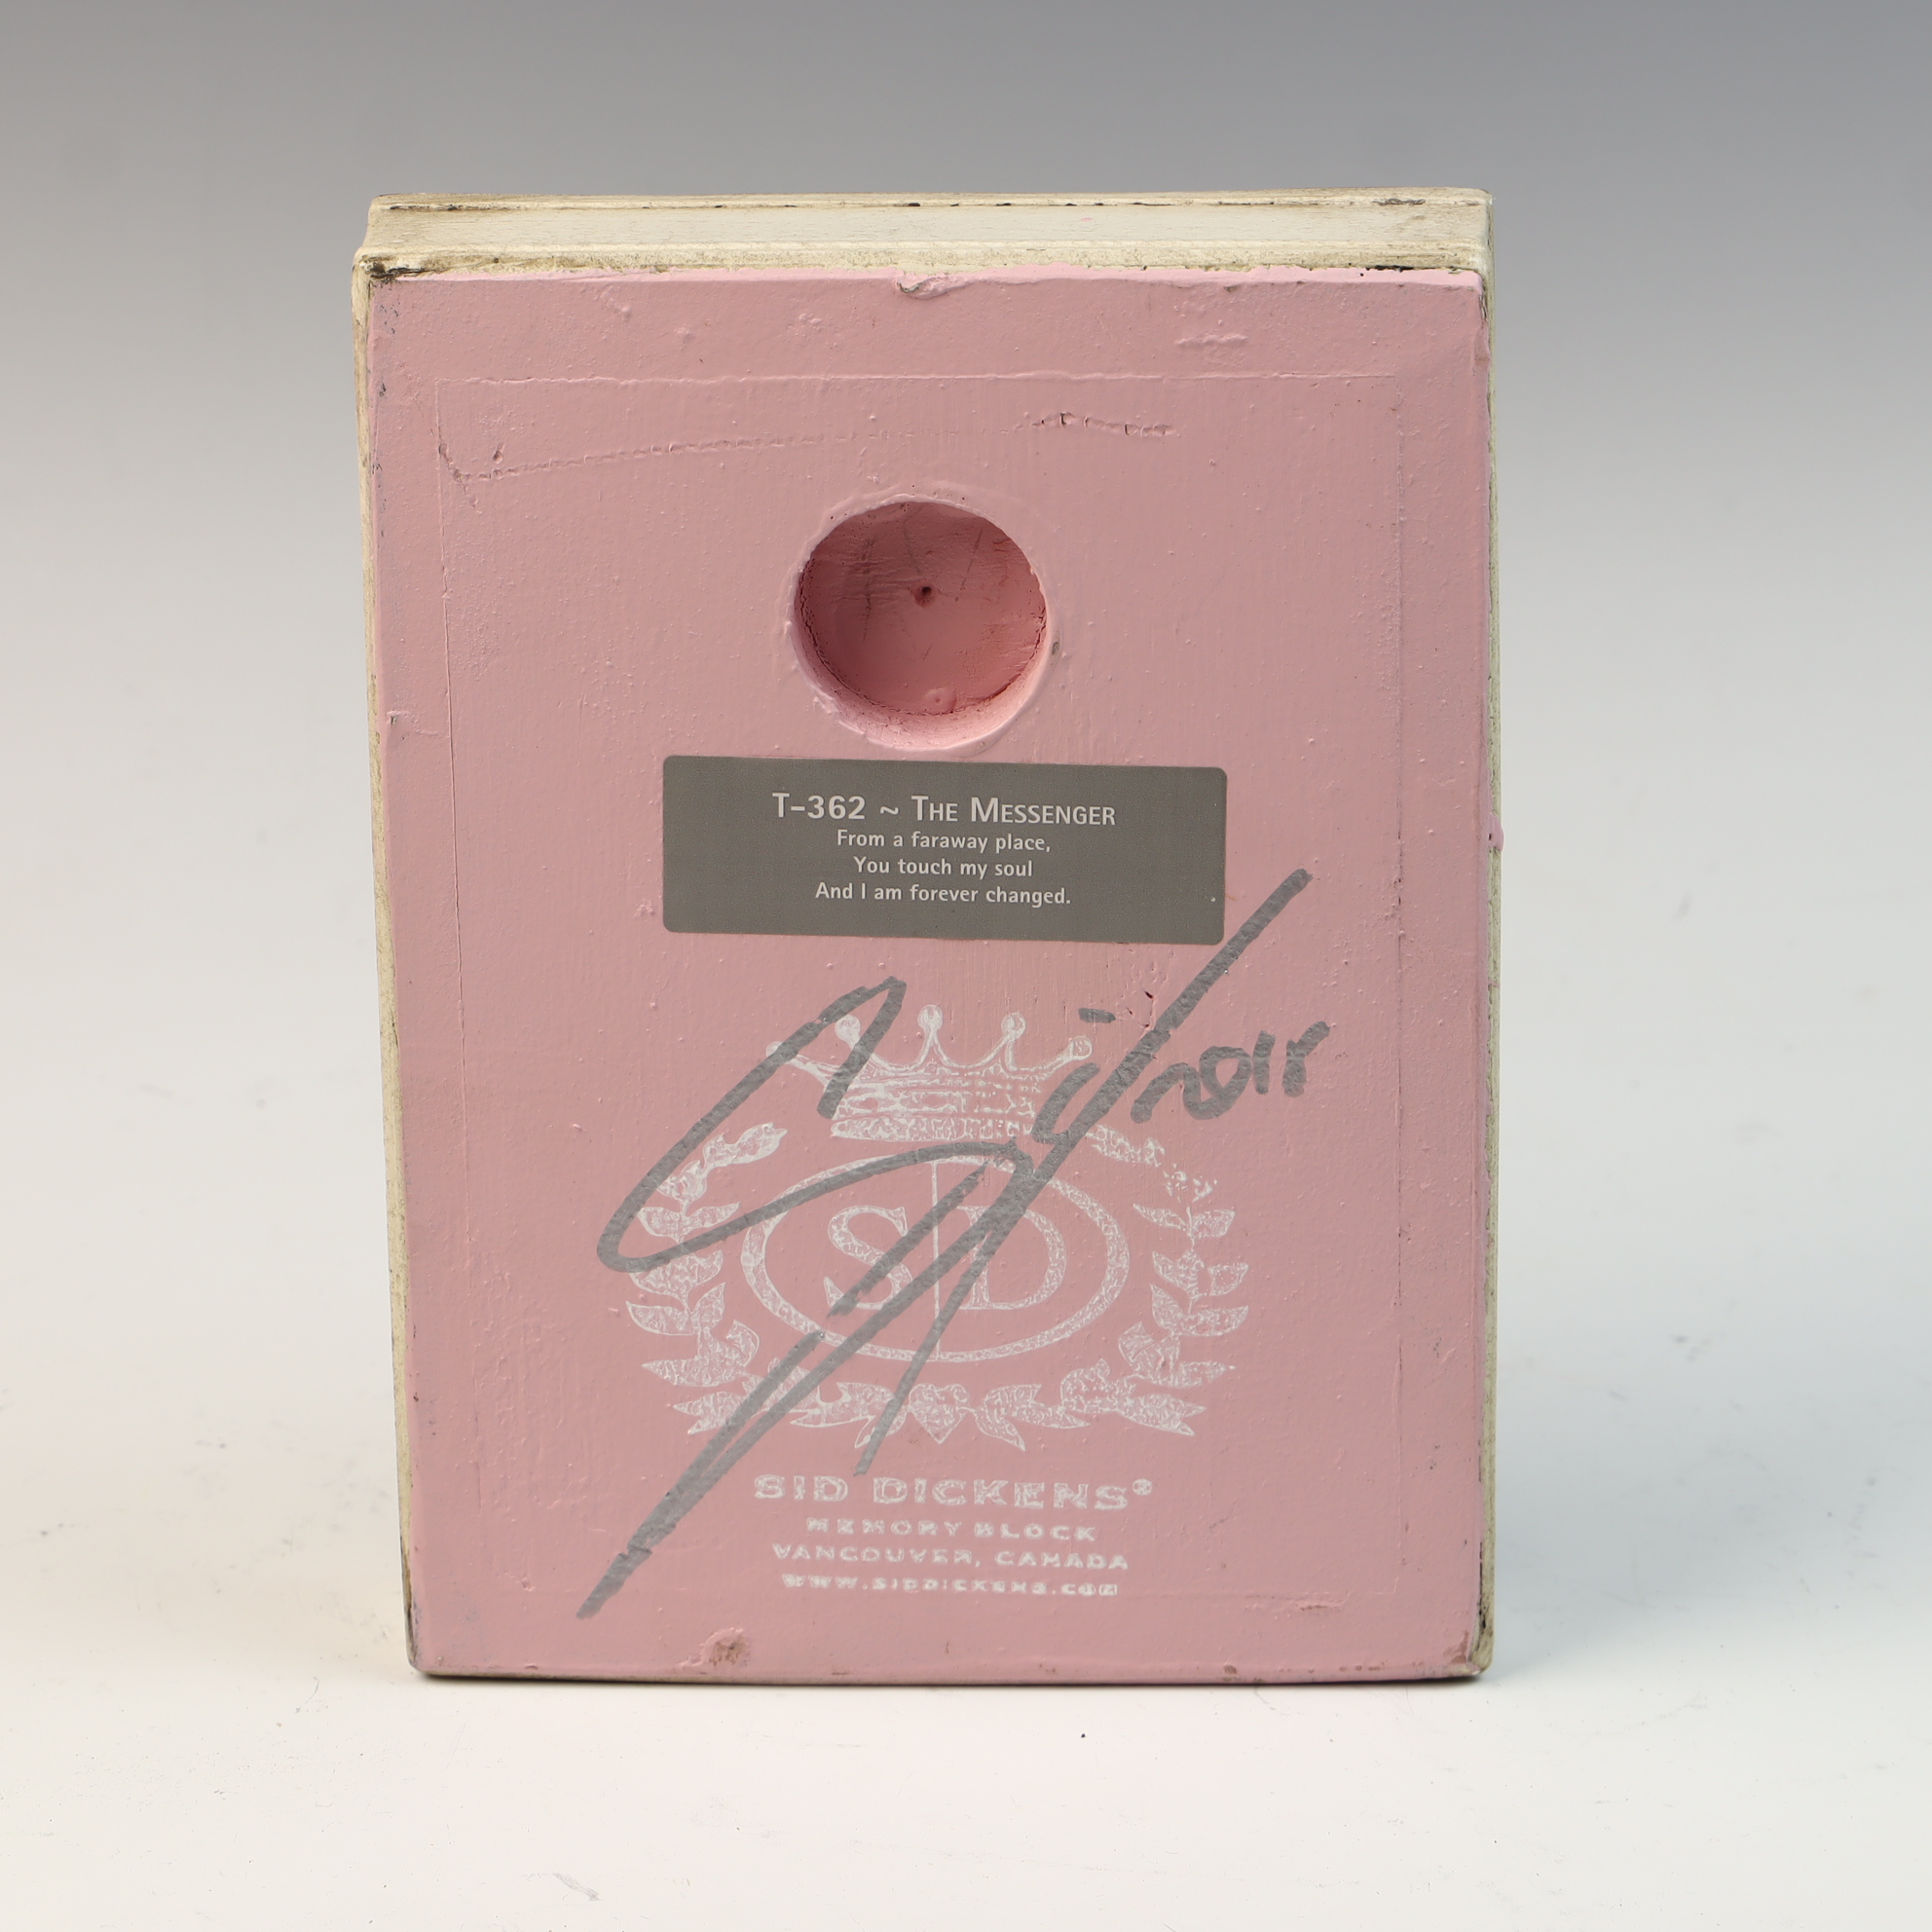 T-362 ~ THE MESSENGER
From a faraway place,
You touch my soul
And I am forever changed.
SD
SID DICKENS®
MEMORY BLOCK
VANCOUVER, CANADA
WWW.SIDDICKENS.COM